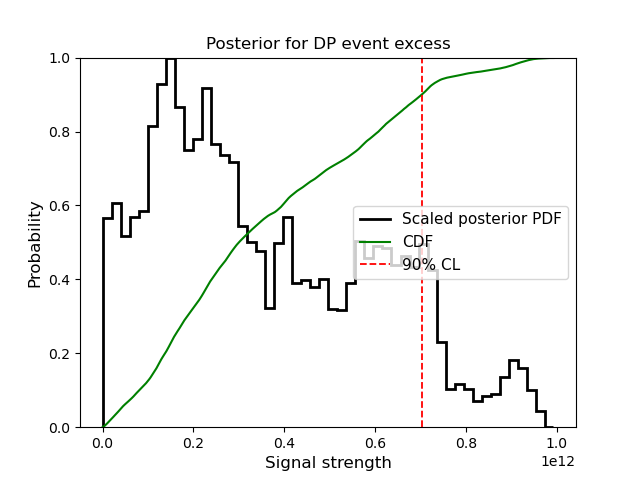 Posterior for DP event excess
Probability
1.0
0.8
0.6
0.4
0.2
0.0
Scaled posterior PDF
CDF
90% CL
0.0
0.2
0.4
0.6
0.8
1.0
1e12
Signal strength